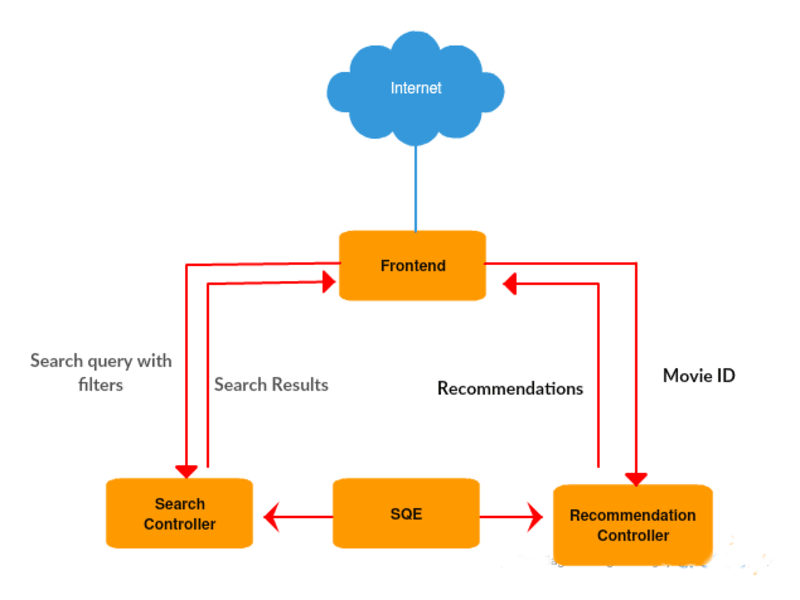 Internet
Frontend
Search query with
filters
Search Results
Recommendations
Movie ID
Search
Controller
SQE
Recommendation
Controller